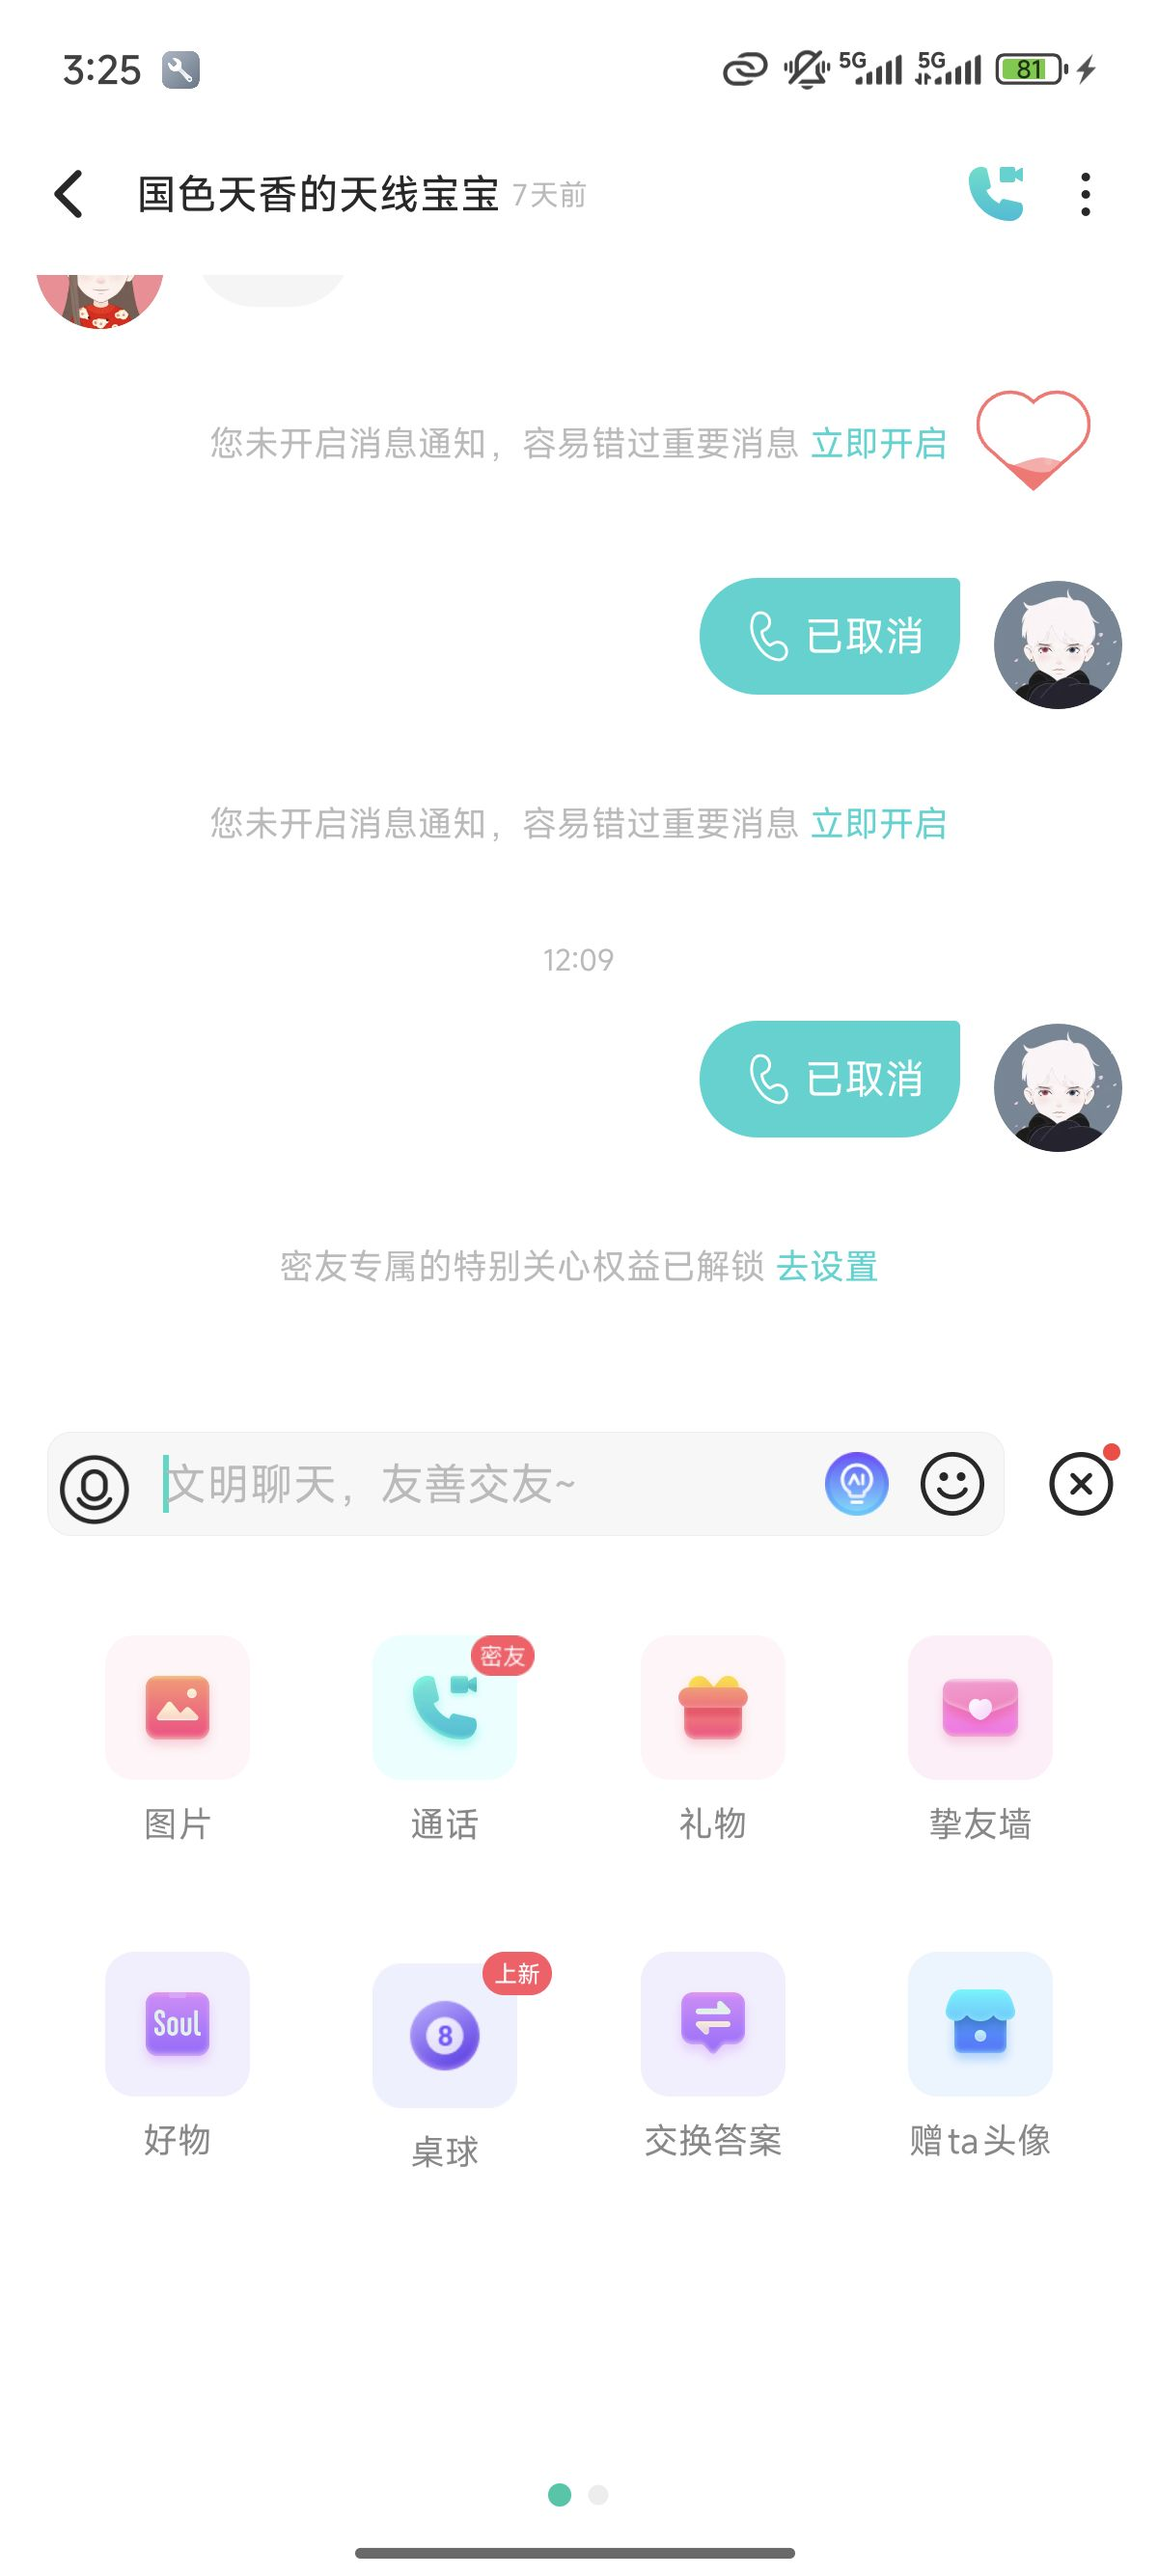 3:25
5G 5G 81
国色天香的天线宝宝 7天前
您未开启消息通知，容易错过重要消息 立即开启
已取消
您未开启消息通知，容易错过重要消息 立即开启
12:09
已取消
密友专属的特别关心权益已解锁 去设置
文明聊天，友善交友~
AI
密友
图片 通话 礼物 挚友墙
上新
Soul 8
好物 桌球 交换答案 赠ta头像